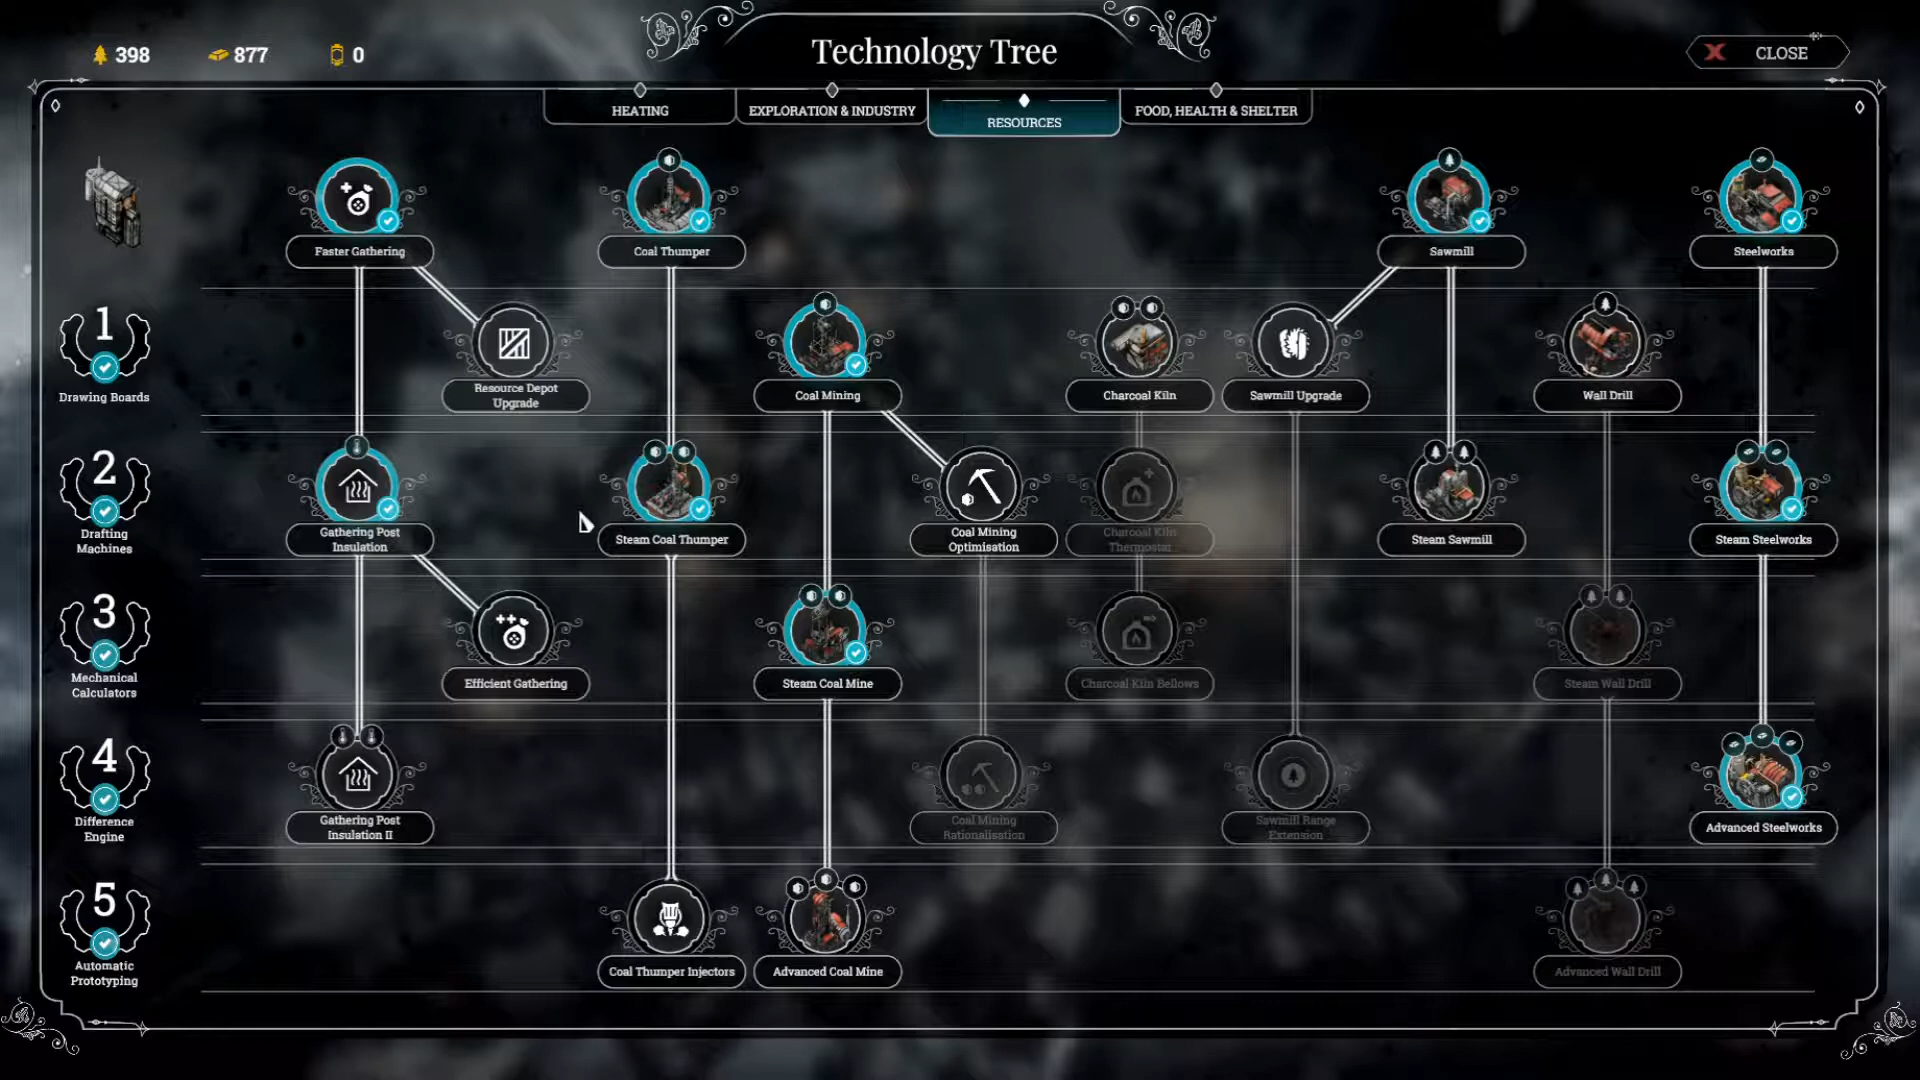 398
877
0
Technology Tree
CLOSE
HEATING
EXPLORATION & INDUSTRY
RESOURCES
FOOD, HEALTH & SHELTER
Faster Gathering
Coal Thumper
Sawmill
Steelworks
1
Drawing Boards
Resource Depot
Upgrade
Coal Mining
Charcoal Kiln
Sawmill Upgrade
Wall Drill
2
Drafting
Machines
Gathering Post
Insulation
Steam Coal Thumper
Coal Mining
Optimisation
Charcoal Kiln
Thermostat
Steam Sawmill
Steam Steelworks
3
Mechanical
Calculators
Efficient Gathering
Steam Coal Mine
Charcoal Kiln Bellows
Steam Wall Drill
4
Difference
Engine
Gathering Post
Insulation II
Coal Mining
Rationalisation
Sawmill Range
Extension
Advanced Steelworks
5
Automatic
Prototyping
Coal Thumper Injectors
Advanced Coal Mine
Advanced Wall Drill